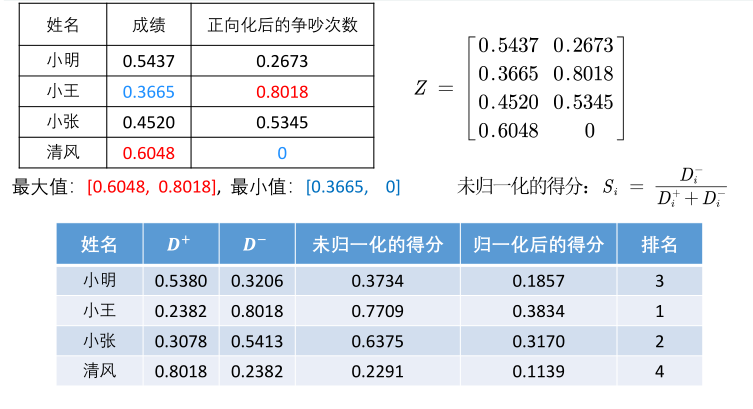 姓名 成绩 正向化后的争吵次数
小明 0.5437 0.2673
小王 0.3665 0.8018
小张 0.4520 0.5345
清风 0.6048 0
Z = [0.5437 0.2673
0.3665 0.8018
0.4520 0.5345
0.6048 0]
最大值：[0.6048, 0.8018]，最小值：[0.3665, 0]
未归一化的得分：S_i = D_i^- / (D_i^+ + D_i^-)
姓名 D^+ D^- 未归一化的得分 归一化后的得分 排名
小明 0.5380 0.3206 0.3734 0.1857 3
小王 0.2382 0.8018 0.7709 0.3834 1
小张 0.3078 0.5413 0.6375 0.3170 2
清风 0.8018 0.2382 0.2291 0.1139 4